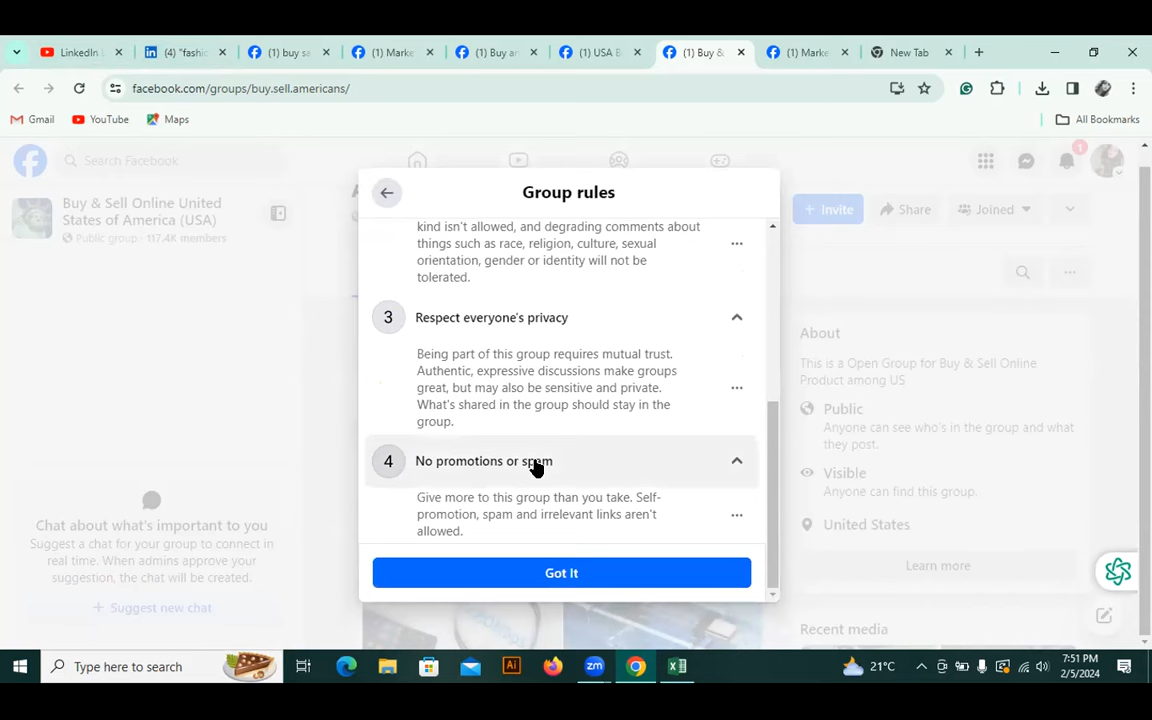 LinkedIn
(4) "fashi
(1) buy sa
(1) Marke
(1) Buy an
(1) USA B
(1) Buy &
(1) Marke
New Tab
facebook.com/groups/buy.sell.americans/
Gmail
YouTube
Maps
All Bookmarks
Search Facebook
1
Buy & Sell Online United
States of America (USA)
Public group · 117.4K members
+ Invite
Share
Joined
Group rules
kind isn't allowed, and degrading comments about
things such as race, religion, culture, sexual
orientation, gender or identity will not be
tolerated.
3 Respect everyone's privacy
Being part of this group requires mutual trust.
Authentic, expressive discussions make groups
great, but may also be sensitive and private.
What's shared in the group should stay in the
group.
4 No promotions or spam
Give more to this group than you take. Self-
promotion, spam and irrelevant links aren't
allowed.
Got It
About
This is a Open Group for Buy & Sell Online
Product among US
Public
Anyone can see who's in the group and what
they post.
Visible
Anyone can find this group.
United States
Learn more
Recent media
Chat about what's important to you
Suggest a chat for your group to connect in
real time. When admins approve your
suggestion, the chat will be created.
+ Suggest new chat
Type here to search
Ai
zm
21°C
7:51 PM
2/5/2024